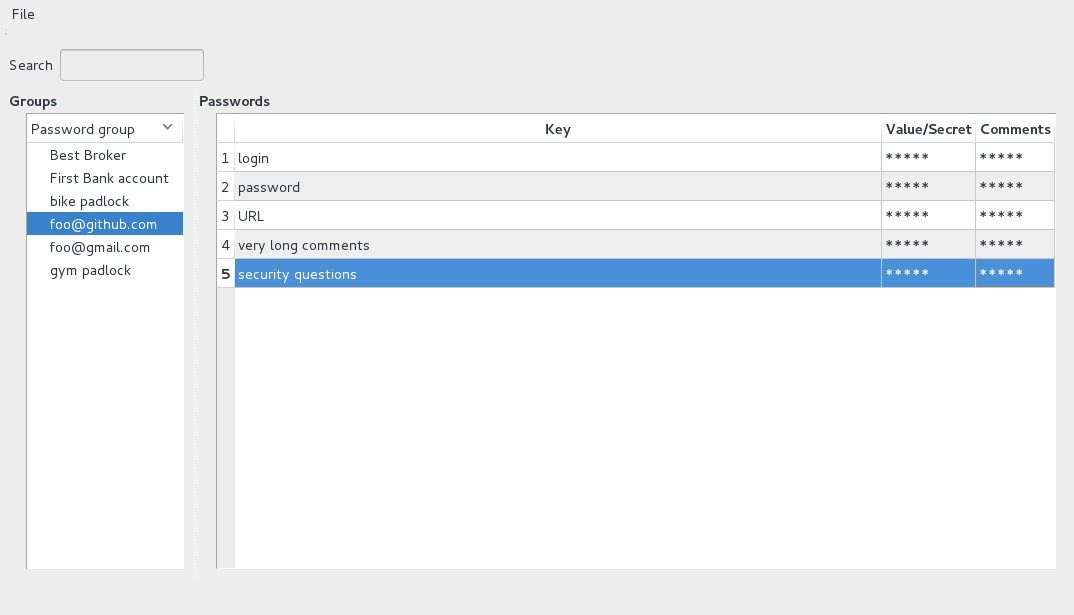 File
Search
Groups
Passwords
Password group
Best Broker
First Bank account
bike padlock
foo@github.com
foo@gmail.com
gym padlock
Key Value/Secret Comments
1 login ***** *****
2 password ***** *****
3 URL ***** *****
4 very long comments ***** *****
5 security questions ***** *****